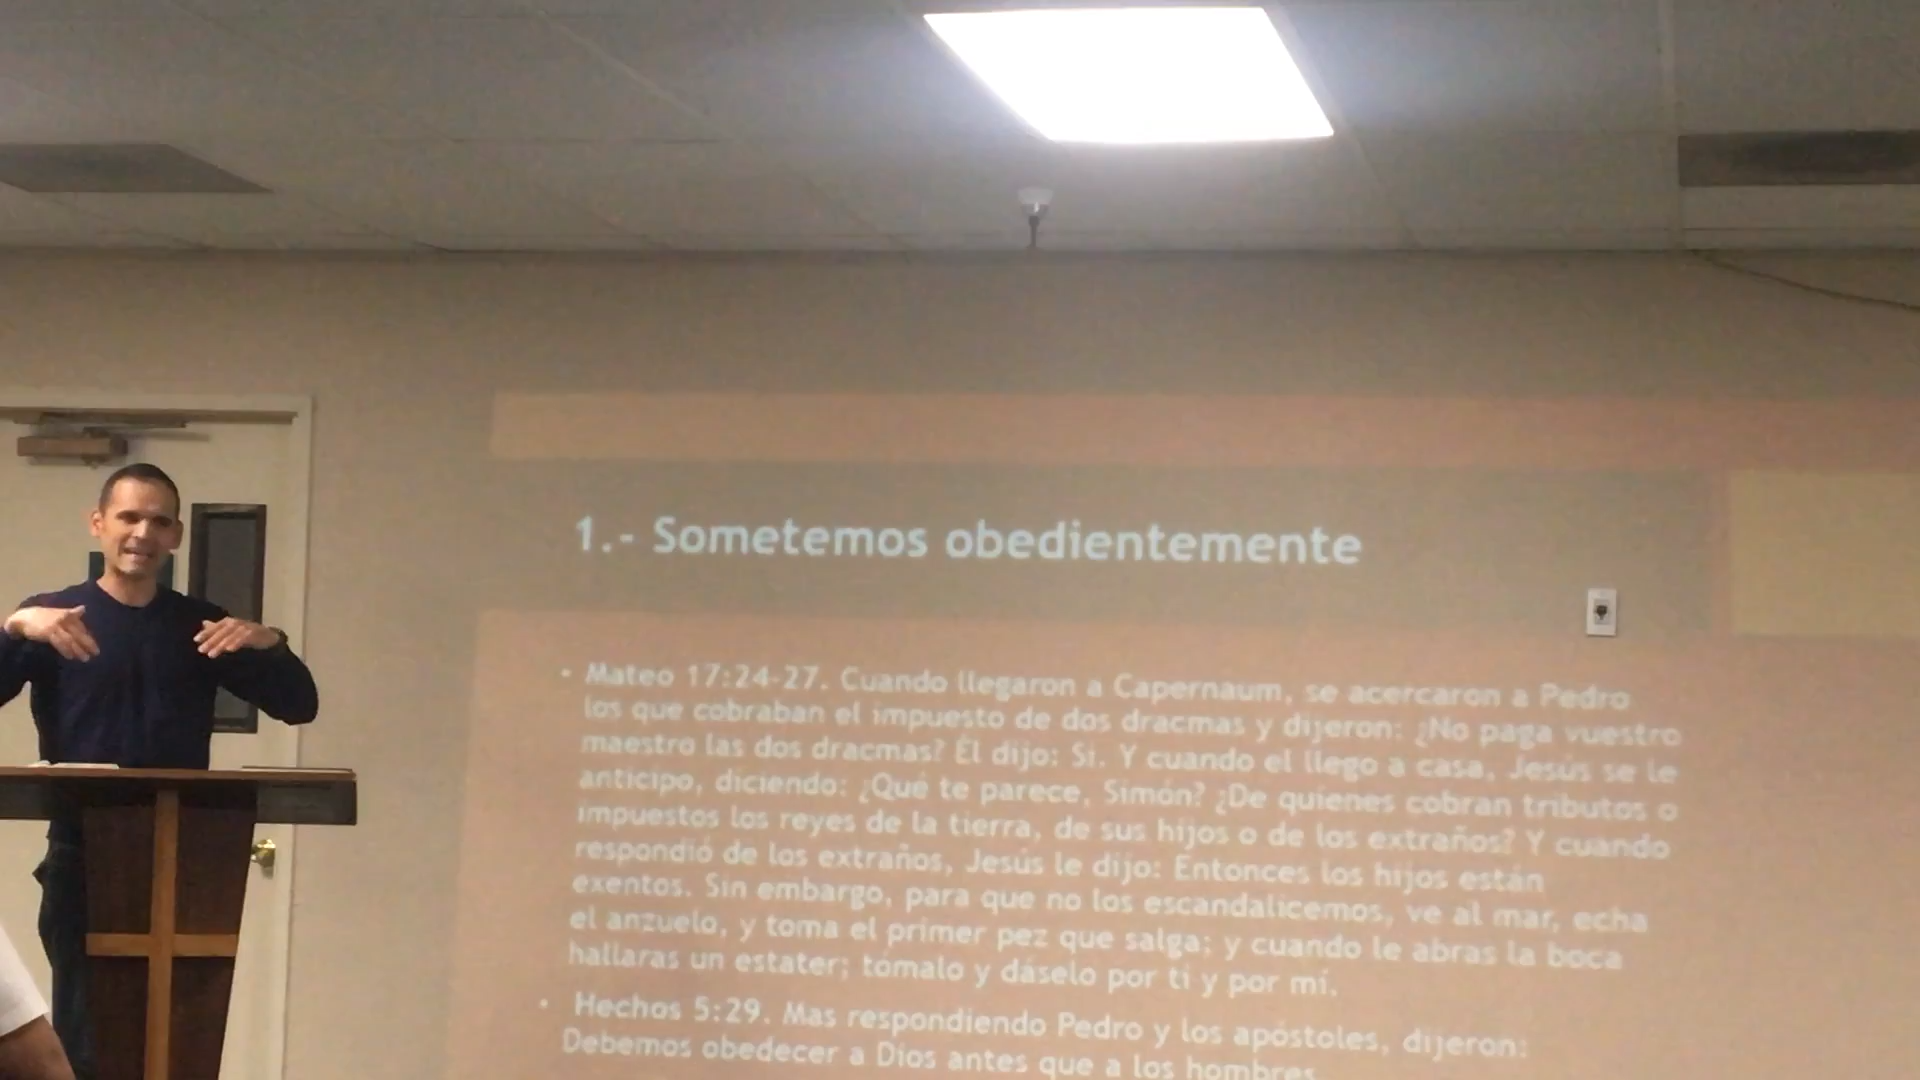 1.- Sometemos obedientemente
• Mateo 17:24-27. Cuando llegaron a Capernaum, se acercaron a Pedro
los que cobraban el impuesto de dos dracmas y dijeron: ¿No paga vuestro
maestro las dos dracmas? Él dijo: Si. Y cuando el llego a casa, Jesús se le
anticipo, diciendo: ¿Qué te parece, Simón? ¿De quienes cobran tributos o
impuestos los reyes de la tierra, de sus hijos o de los extraños? Y cuando
respondió de los extraños, Jesús le dijo: Entonces los hijos están
exentos. Sin embargo, para que no los escandalicemos, ve al mar, echa
el anzuelo, y toma el primer pez que salga; y cuando le abras la boca
hallaras un estater; tómalo y dáselo por ti y por mí.
• Hechos 5:29. Mas respondiendo Pedro y los apóstoles, dijeron:
Debemos obedecer a Dios antes que a los hombres